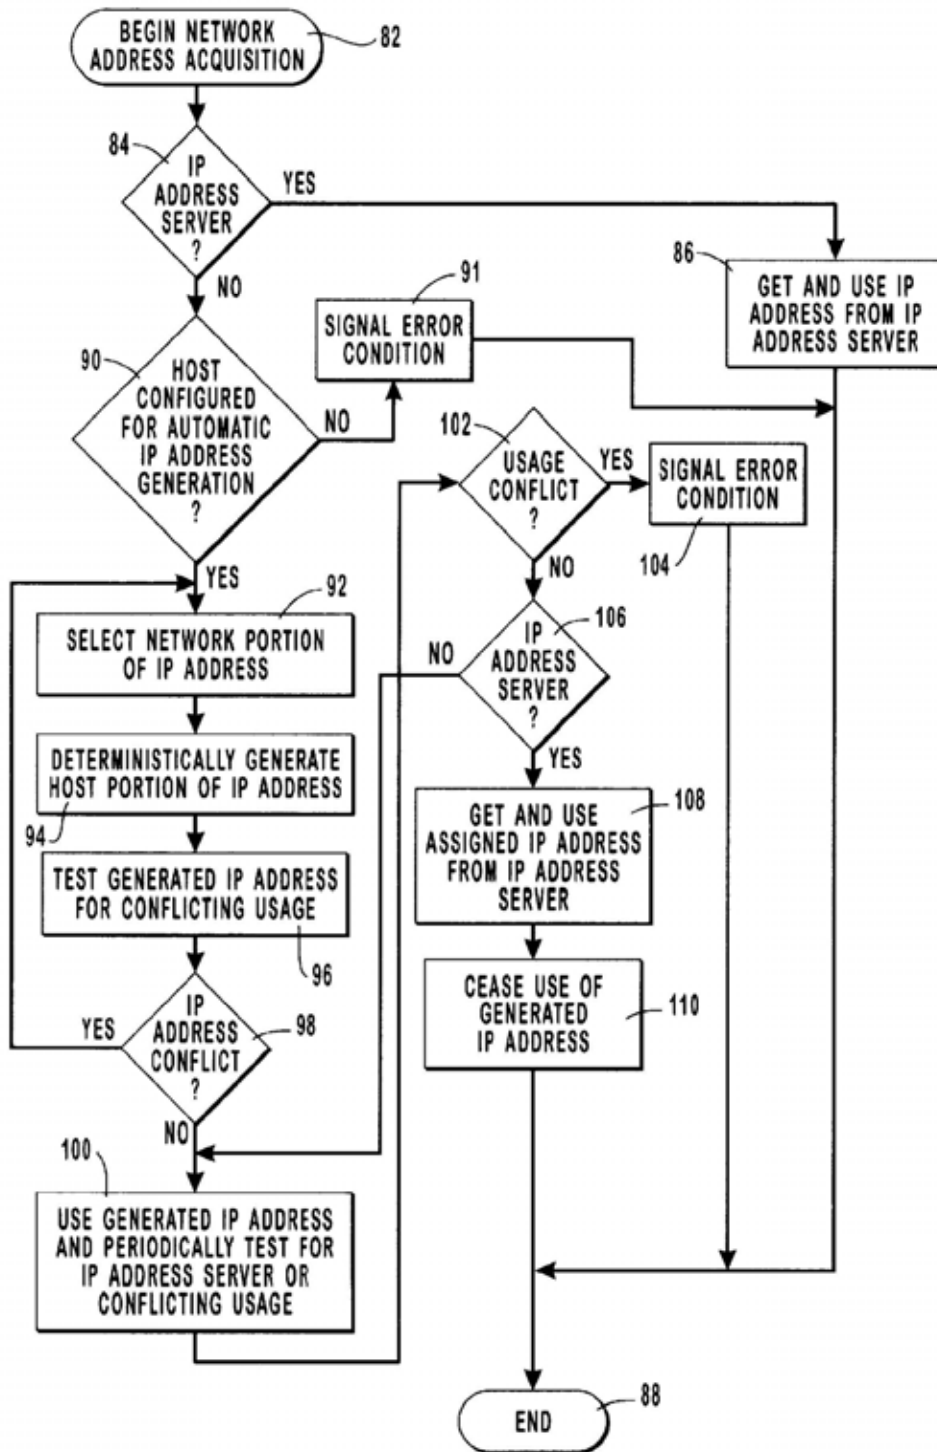 BEGIN NETWORK
ADDRESS ACQUISITION
82
84
IP
ADDRESS
SERVER
?
YES
NO
86
GET AND USE IP
ADDRESS FROM IP
ADDRESS SERVER
91
SIGNAL ERROR
CONDITION
90
HOST
CONFIGURED
FOR AUTOMATIC
IP ADDRESS
GENERATION
?
NO
YES
102
USAGE
CONFLICT
?
YES
NO
SIGNAL ERROR
CONDITION
104
92
SELECT NETWORK PORTION
OF IP ADDRESS
106
IP
ADDRESS
SERVER
?
NO
YES
DETERMINISTICALLY GENERATE
HOST PORTION OF IP ADDRESS
94
108
GET AND USE
ASSIGNED IP ADDRESS
FROM IP ADDRESS
SERVER
TEST GENERATED IP ADDRESS
FOR CONFLICTING USAGE
96
CEASE USE OF
GENERATED
IP ADDRESS
110
IP
ADDRESS
CONFLICT
?
98
YES
NO
100
USE GENERATED IP ADDRESS
AND PERIODICALLY TEST FOR
IP ADDRESS SERVER OR
CONFLICTING USAGE
END
88